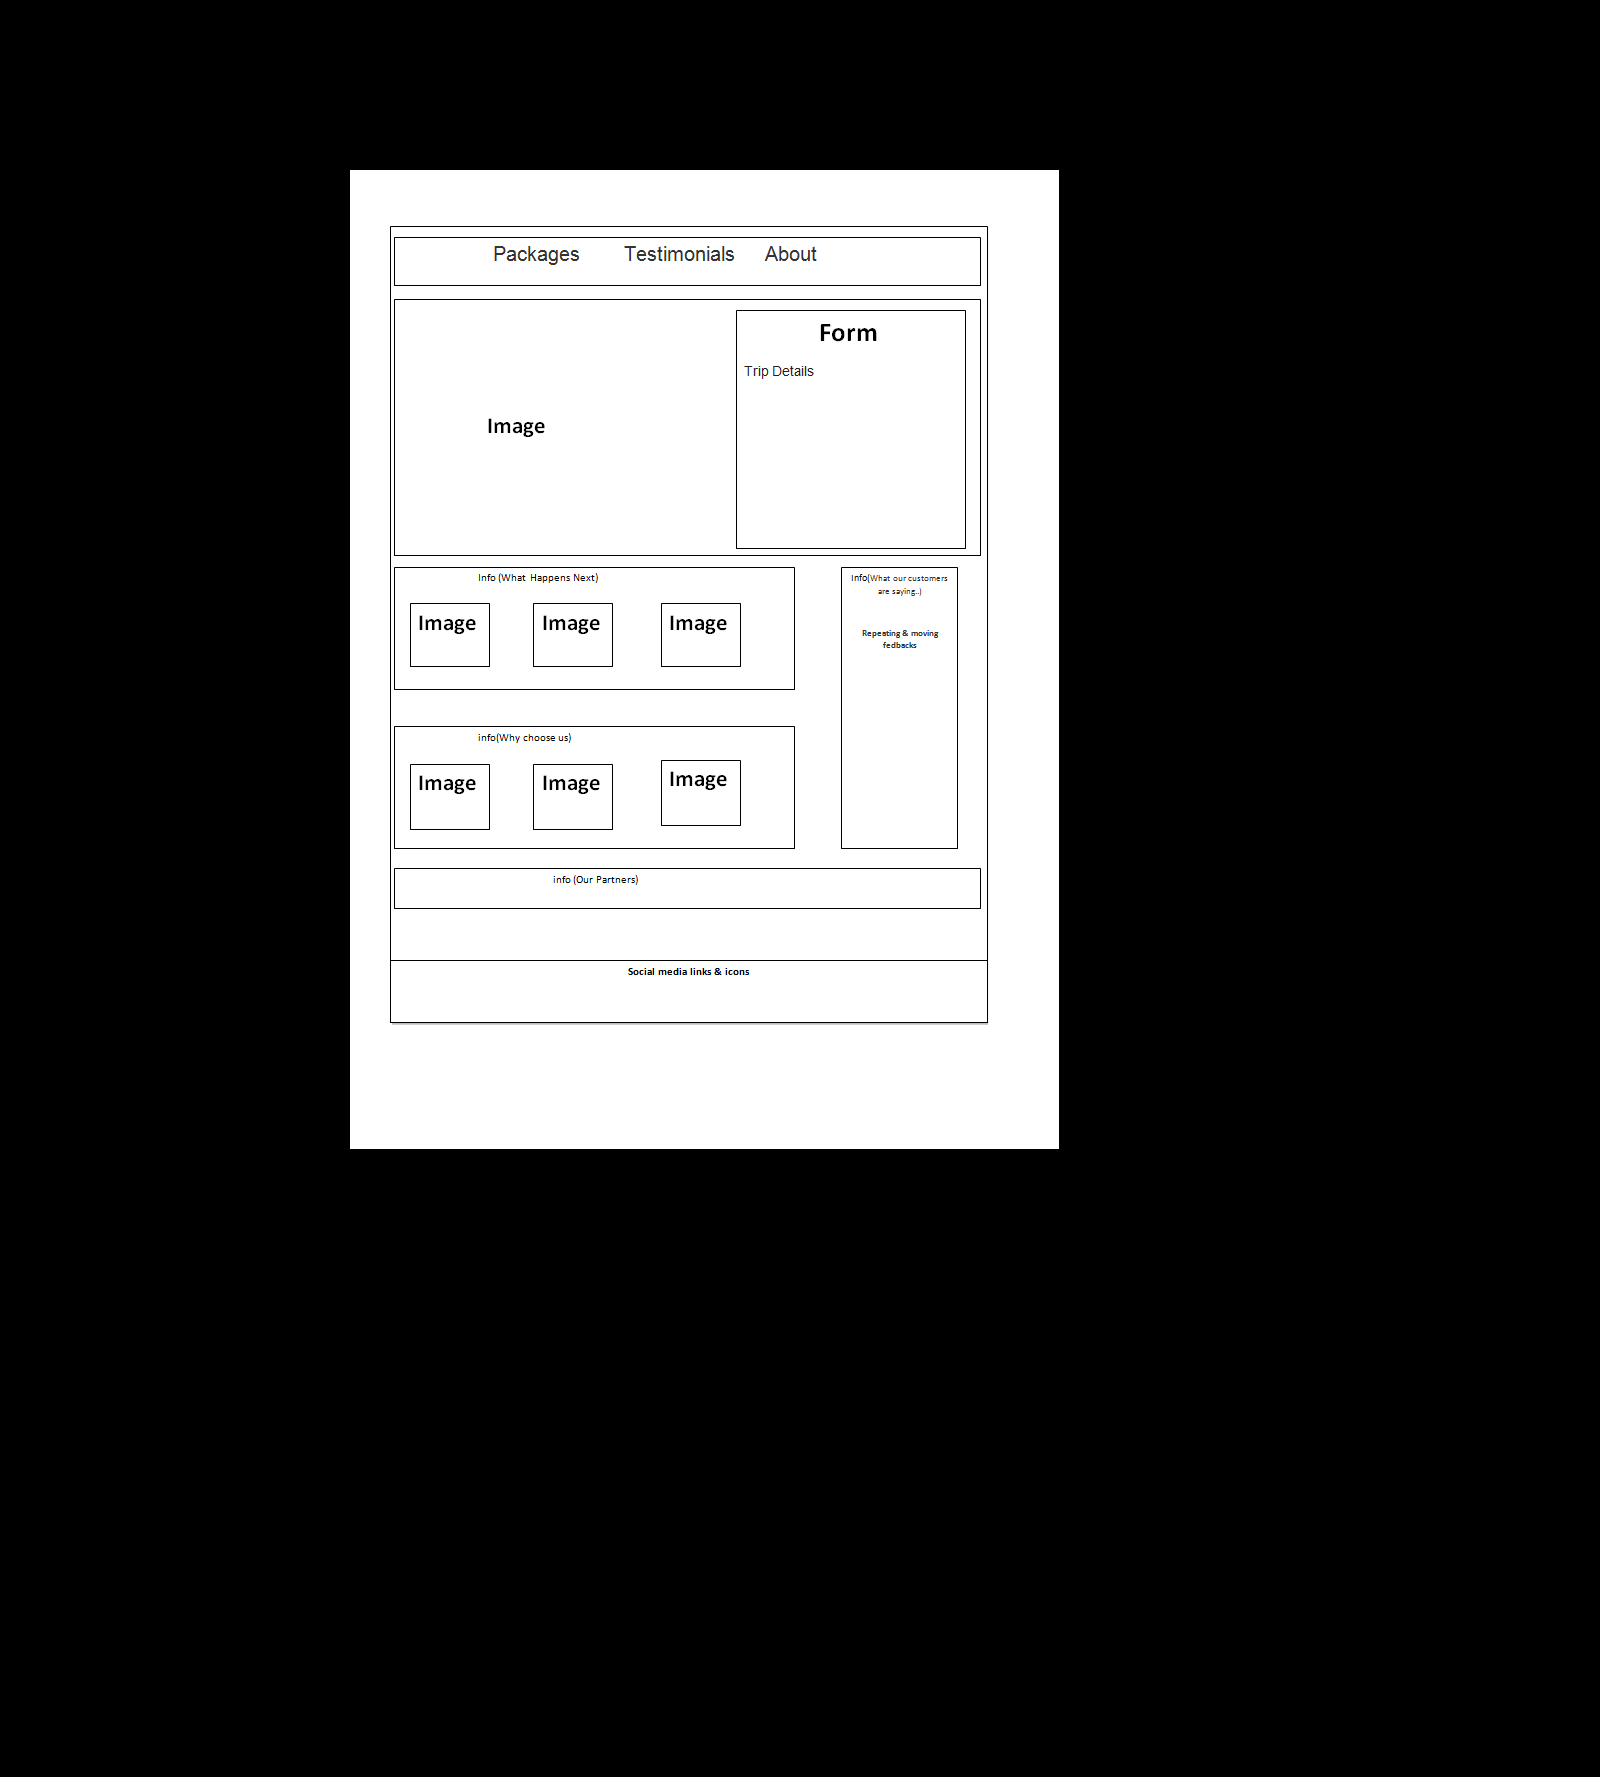 Packages Testimonials About
Form
Trip Details
Image
Info (What Happens Next)
Image Image Image
Info(What our customers
are saying..)
Repeating & moving
fedbacks
info(Why choose us)
Image Image Image
info (Our Partners)
Social media links & icons